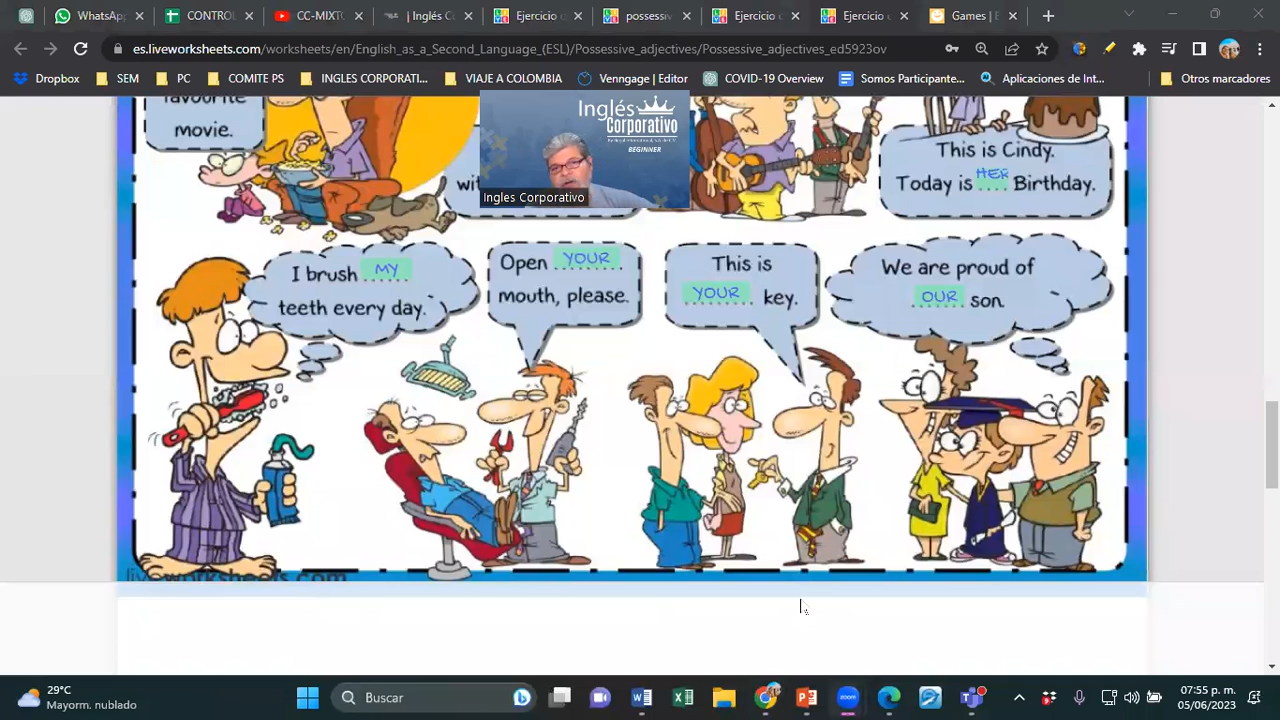 WhatsApp
CONTROL
CC-MIXTO
Inglés C
Ejercicio d
possessiv
Ejercicio d
Ejercicio d
Games | E
es.liveworksheets.com/worksheets/en/English_as_a_Second_Language_(ESL)/Possessive_adjectives/Possessive_adjectives_ed5923ov
Dropbox
SEM
PC
COMITE PS
INGLES CORPORATI...
VIAJE A COLOMBIA
Venngage | Editor
COVID-19 Overview
Somos Participante...
Aplicaciones de Int...
Otros marcadores
favourite
movie.
wit
Inglés
Corporativo
BEGINNER
Ingles Corporativo
This is Cindy.
Today is HER Birthday.
I brush MY
teeth every day.
Open YOUR
mouth, please.
This is
YOUR key.
We are proud of
OUR son.
liveworksheets.com
29°C
Mayorm. nublado
Buscar
07:55 p. m.
05/06/2023